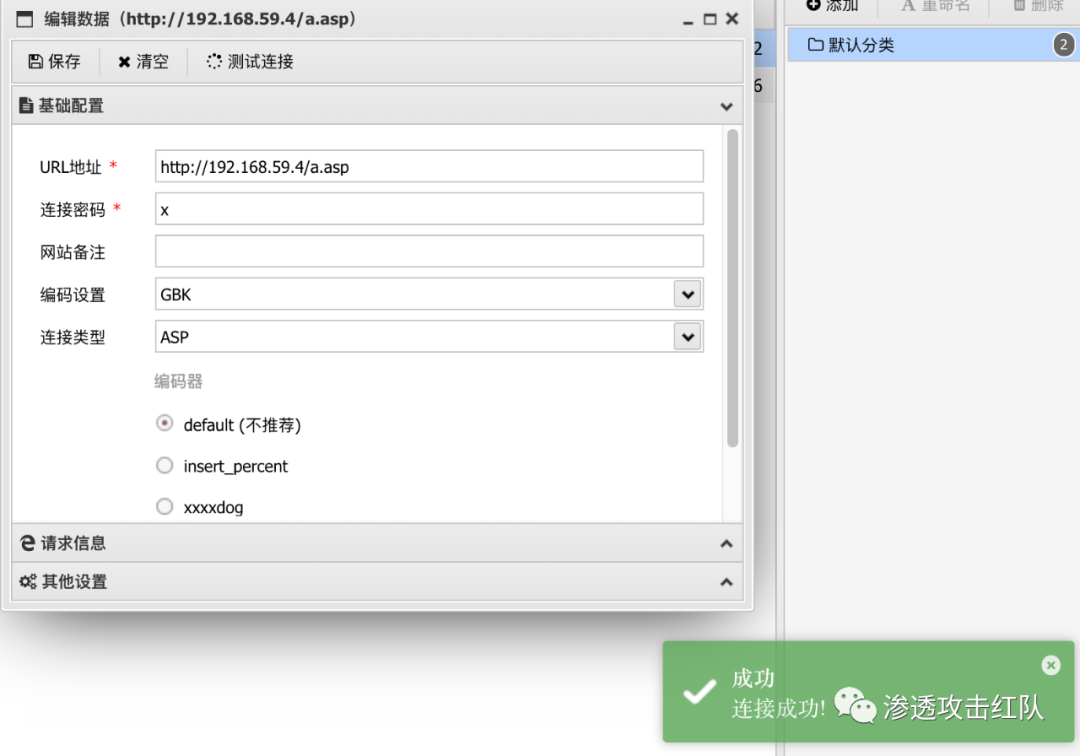 编辑数据（http://192.168.59.4/a.asp）
保存 清空 测试连接
基础配置
URL地址 * http://192.168.59.4/a.asp
连接密码 * x
网站备注
编码设置 GBK
连接类型 ASP
编码器
default (不推荐)
insert_percent
xxxxdog
请求信息
其他设置
2
6
添加 重命名 删除
默认分类 2
成功
连接成功!
渗透攻击红队